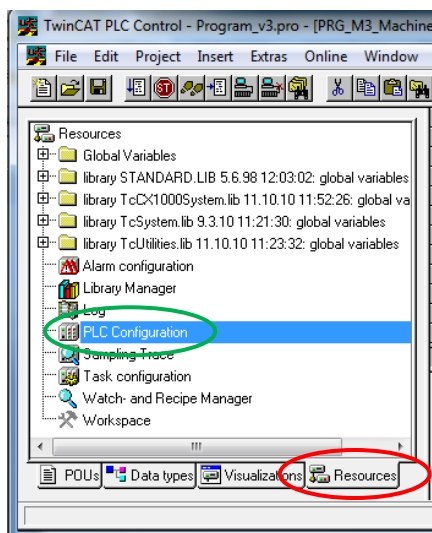 TwinCAT PLC Control - Program_v3.pro - [PRG_M3_Machine
File Edit Project Insert Extras Online Window
Resources
Global Variables
library STANDARD.LIB 5.6.98 12:03:02: global variables
library TcCX1000System.lib 11.10.10 11:52:26: global va
library TcSystem.lib 9.3.10 11:21:30: global variables
library TcUtilities.lib 11.10.10 11:23:32: global variables
Alarm configuration
Library Manager
Log
PLC Configuration
Sampling Trace
Task configuration
Watch- and Recipe Manager
Workspace
POUs Data types Visualizations Resources